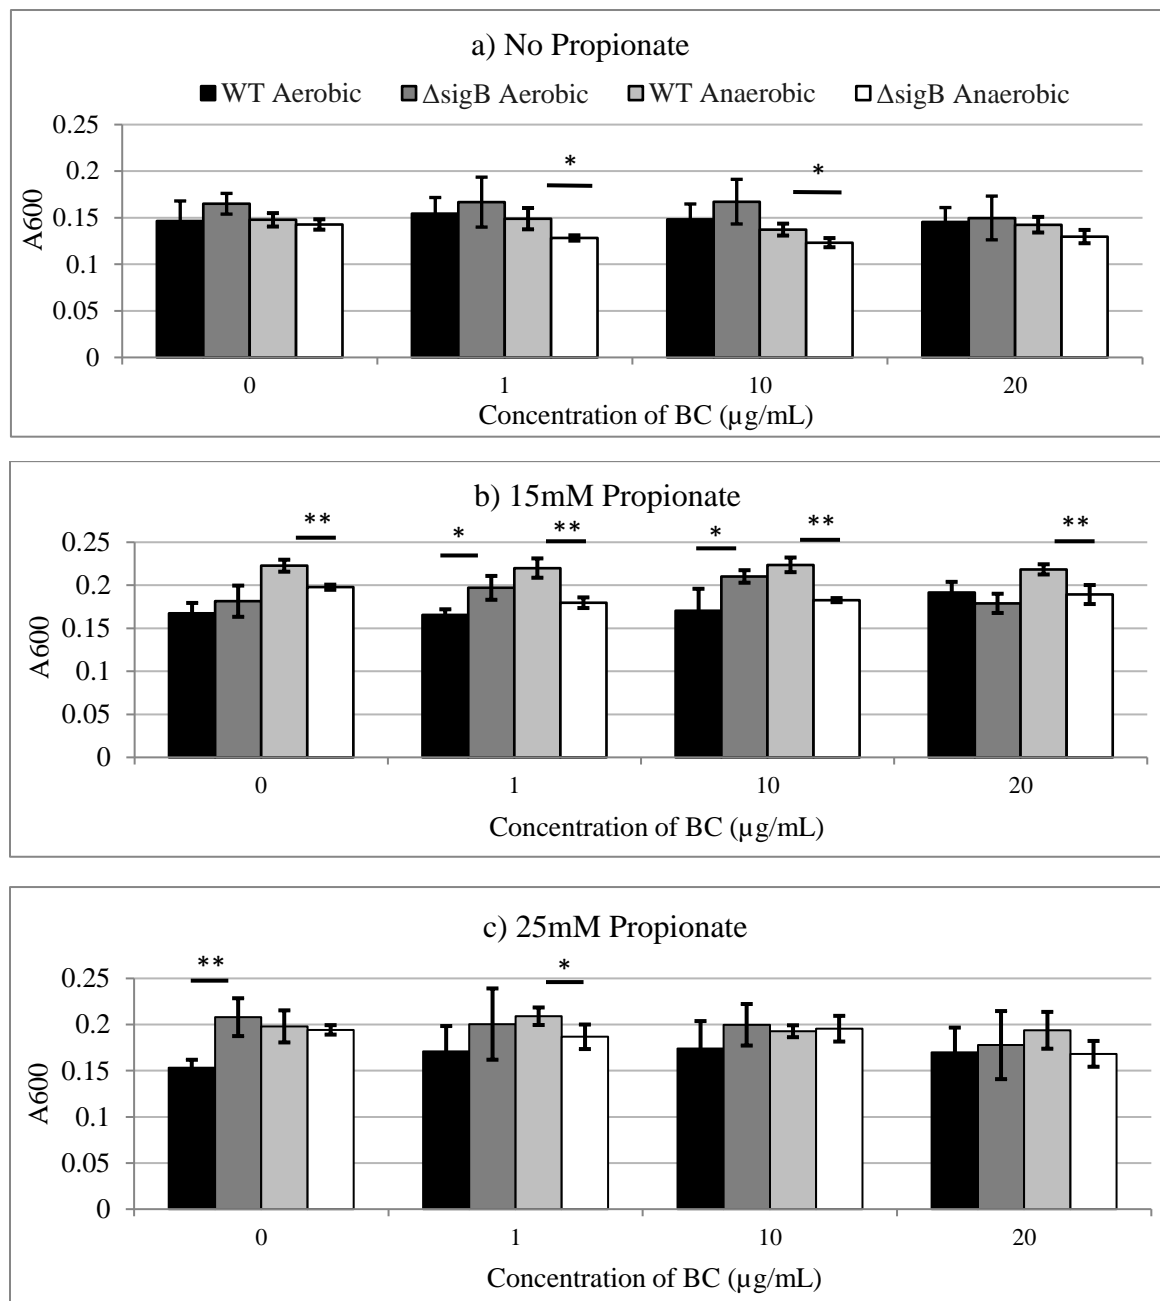 a) No Propionate
WT Aerobic ΔsigB Aerobic WT Anaerobic ΔsigB Anaerobic
0.25
0.2
0.15
0.1
0.05
0
A600
* *
0 1 10 20
Concentration of BC (µg/mL)
b) 15mM Propionate
** * ** * ** **
0.25
0.2
0.15
0.1
0.05
0
A600
0 1 10 20
Concentration of BC (µg/mL)
c) 25mM Propionate
** *
0.25
0.2
0.15
0.1
0.05
0
A600
0 1 10 20
Concentration of BC (µg/mL)